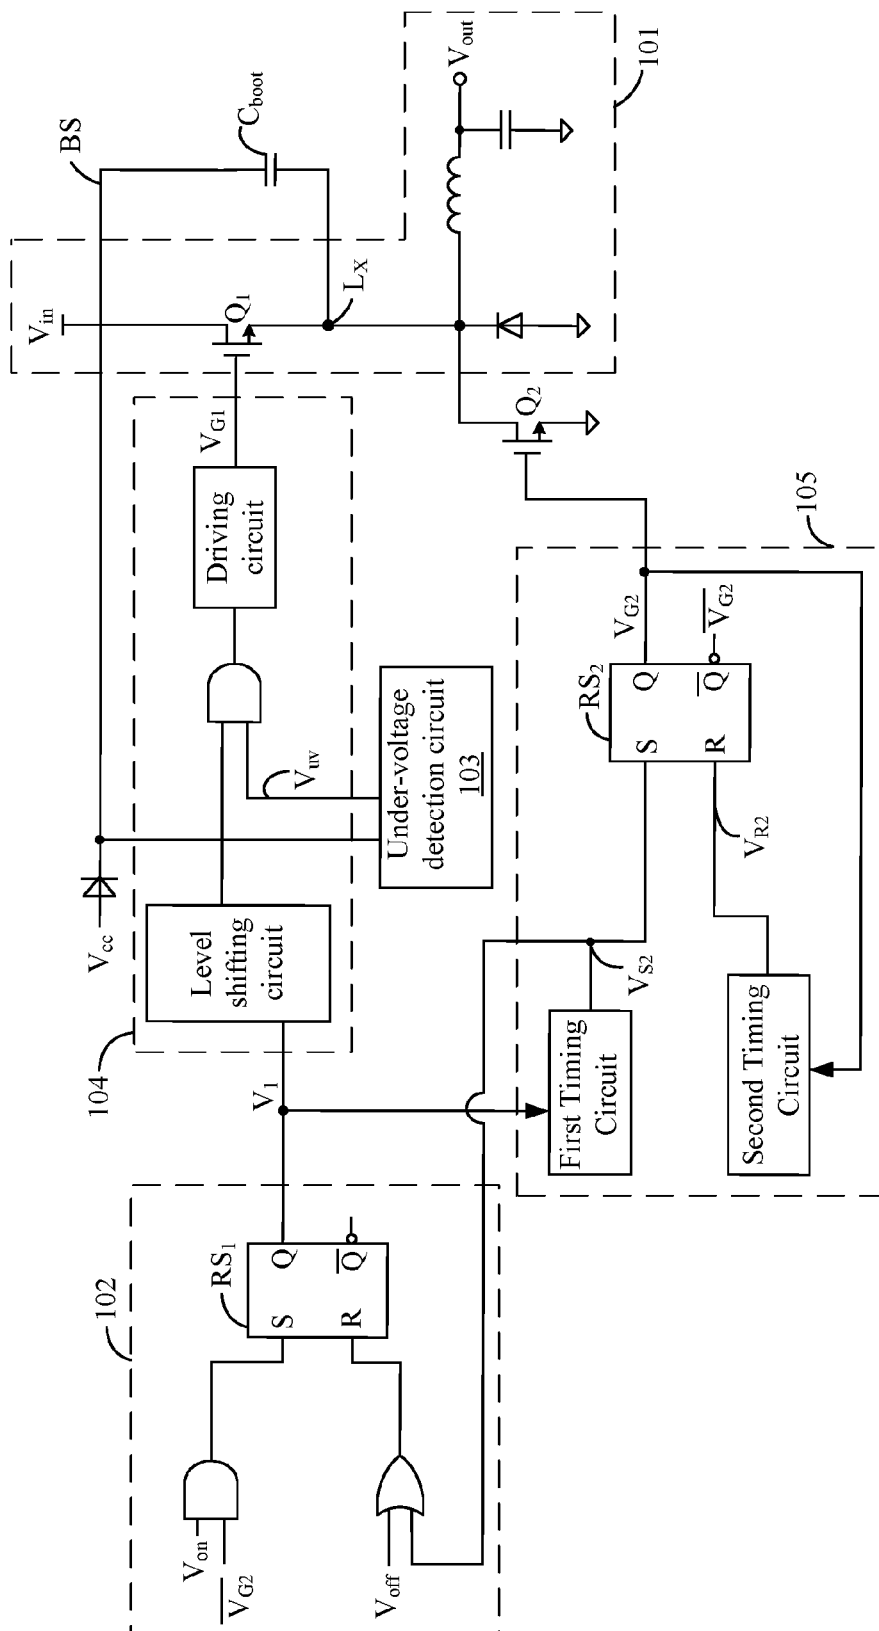 BS
C_boot
V_out
101
V_in
Q_1
L_X
Q_2
V_G1
Driving
circuit
V_uv
Under-voltage
detection circuit
103
V_cc
Level
shifting
circuit
104
V_1
102
RS_1
S
Q
R
Q̅
V_on
V̅_G2
V_off
105
V_G2
V̅_G2
RS_2
S
Q
R
Q̅
V_S2
V_R2
First Timing
Circuit
Second Timing
Circuit